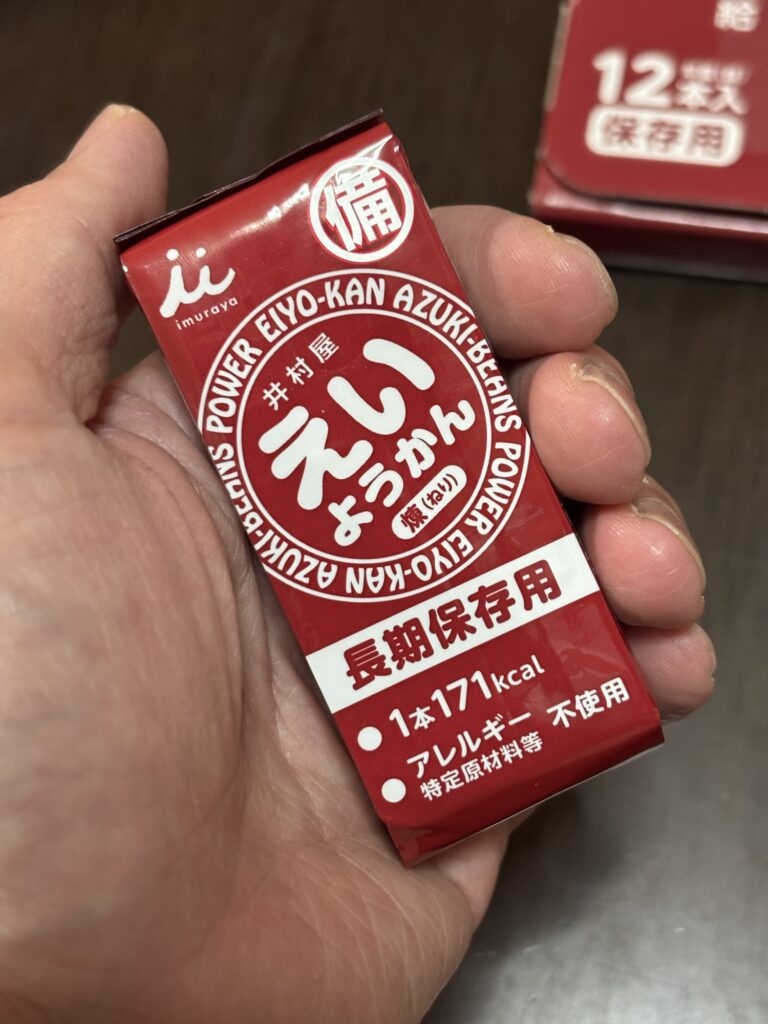 給
12本入
保存用
備
imuraya
POWER EIYO-KAN AZUKI-BEANS POWER EIYO-KAN AZUKI-BEANS
井村屋
えい
ようかん
煉(ねり)
長期保存用
1本171kcal
アレルギー
特定原材料等
不使用